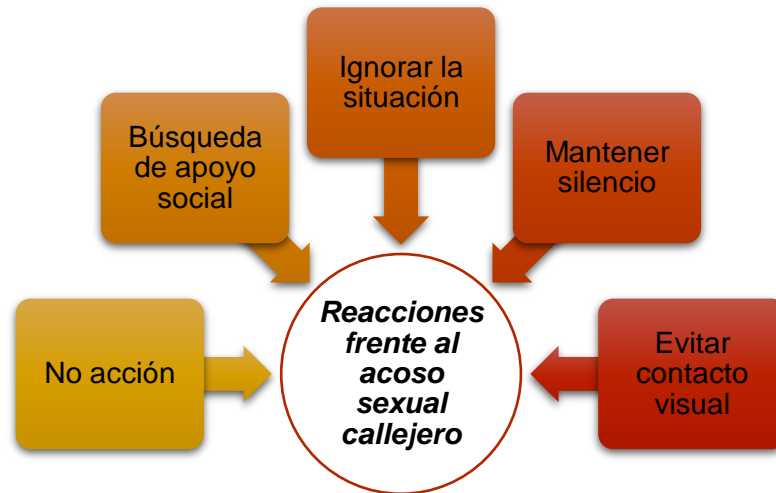 Ignorar la
situación
Búsqueda
de apoyo
social
Mantener
silencio
No acción
Reacciones
frente al
acoso
sexual
callejero
Evitar
contacto
visual